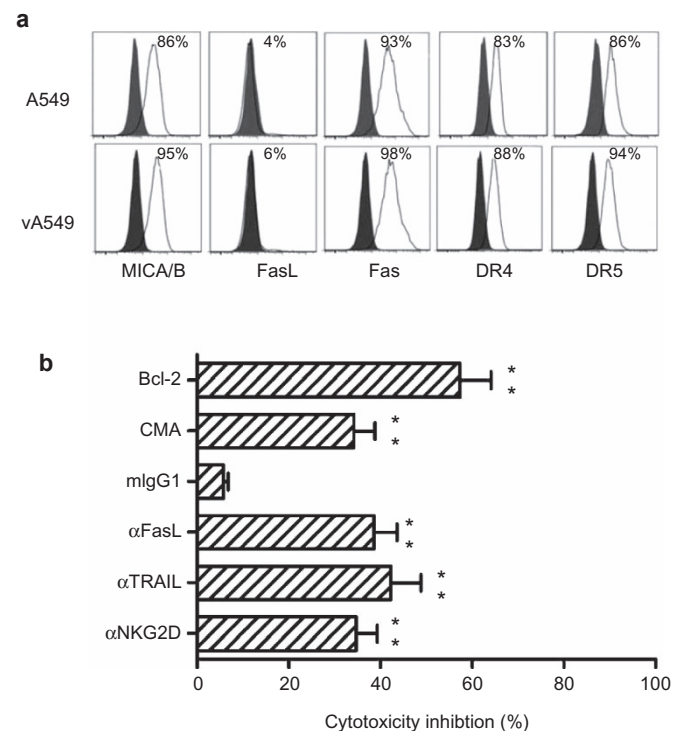 a
86% 4% 93% 83% 86%
A549
95% 6% 98% 88% 94%
vA549
MICA/B FasL Fas DR4 DR5
b
Bcl-2 * *
CMA * *
mIgG1
αFasL * *
αTRAIL * *
αNKG2D * *
0 20 40 60 80 100
Cytotoxicity inhibtion (%)